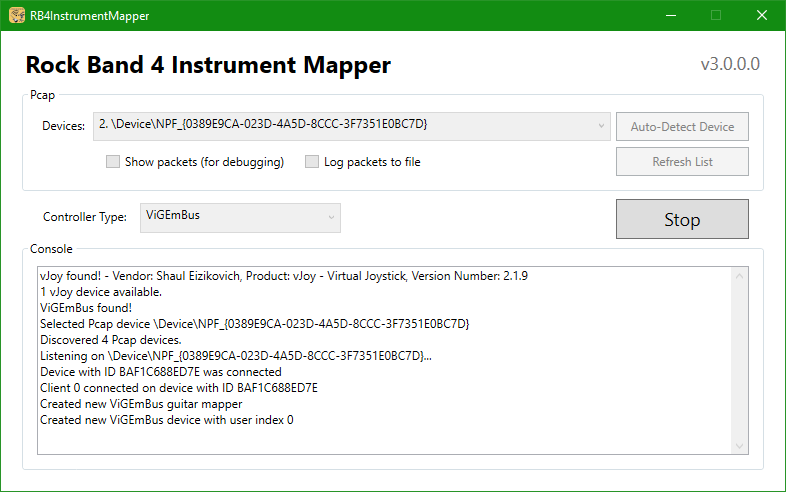 RB4InstrumentMapper
Rock Band 4 Instrument Mapper
v3.0.0.0
Pcap
Devices:
2. \Device\NPF_{0389E9CA-023D-4A5D-8CCC-3F7351E0BC7D}
Auto-Detect Device
Show packets (for debugging)
Log packets to file
Refresh List
Controller Type:
ViGEmBus
Stop
Console
vJoy found! - Vendor: Shaul Eizikovich, Product: vJoy - Virtual Joystick, Version Number: 2.1.9
1 vJoy device available.
ViGEmBus found!
Selected Pcap device \Device\NPF_{0389E9CA-023D-4A5D-8CCC-3F7351E0BC7D}
Discovered 4 Pcap devices.
Listening on \Device\NPF_{0389E9CA-023D-4A5D-8CCC-3F7351E0BC7D}...
Device with ID BAF1C688ED7E was connected
Client 0 connected on device with ID BAF1C688ED7E
Created new ViGEmBus guitar mapper
Created new ViGEmBus device with user index 0